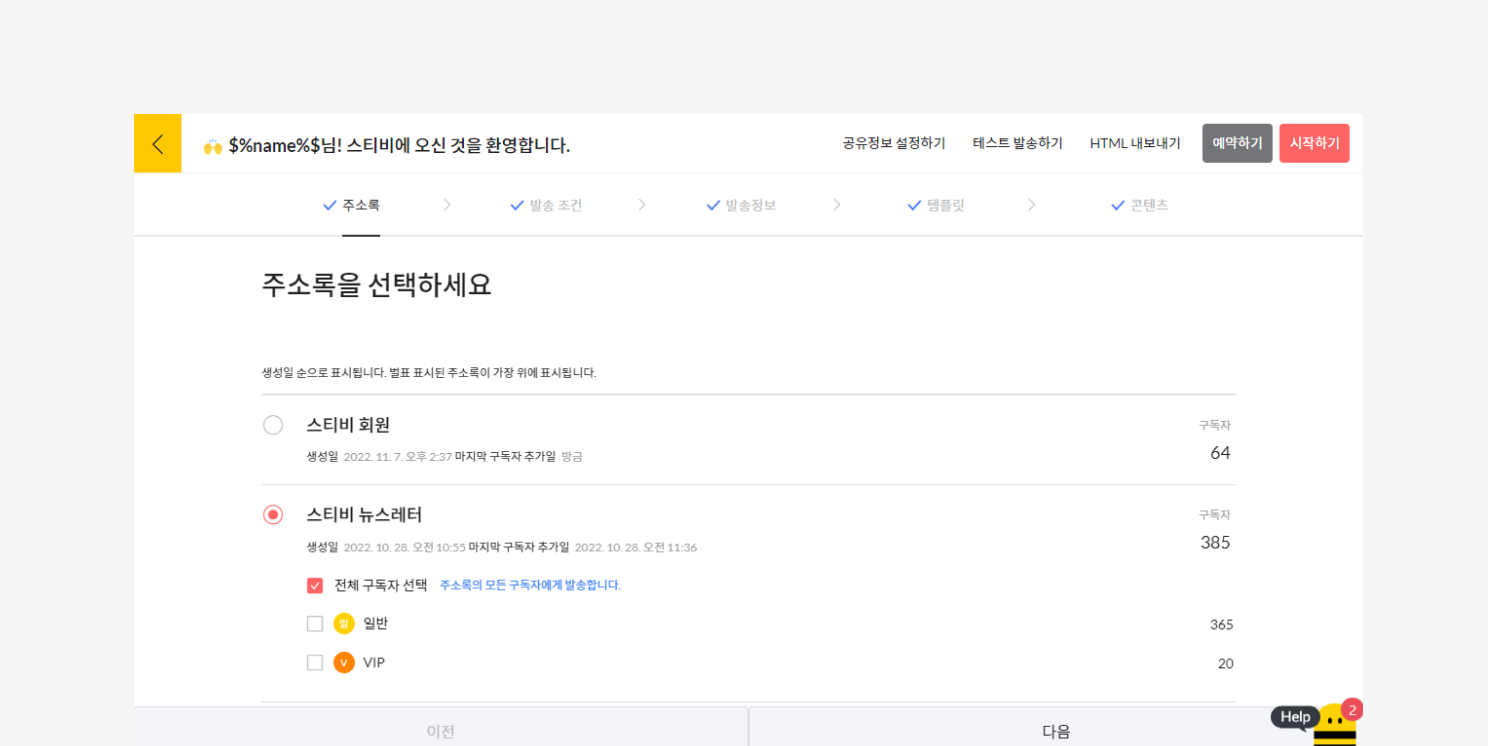 🙌 $%name%$님! 스티비에 오신 것을 환영합니다.
공유정보 설정하기 테스트 발송하기 HTML 내보내기 예약하기 시작하기
주소록 발송 조건 발송정보 템플릿 콘텐츠
주소록을 선택하세요
생성일 순으로 표시됩니다. 별표 표시된 주소록이 가장 위에 표시됩니다.
스티비 회원 구독자
생성일 2022. 11. 7. 오후 2:37 마지막 구독자 추가일 방금 64
스티비 뉴스레터 구독자
생성일 2022. 10. 28. 오전 10:55 마지막 구독자 추가일 2022. 10. 28. 오전 11:36 385
전체 구독자 선택 주소록의 모든 구독자에게 발송합니다.
일 일반 365
V VIP 20
이전 다음 Help 2